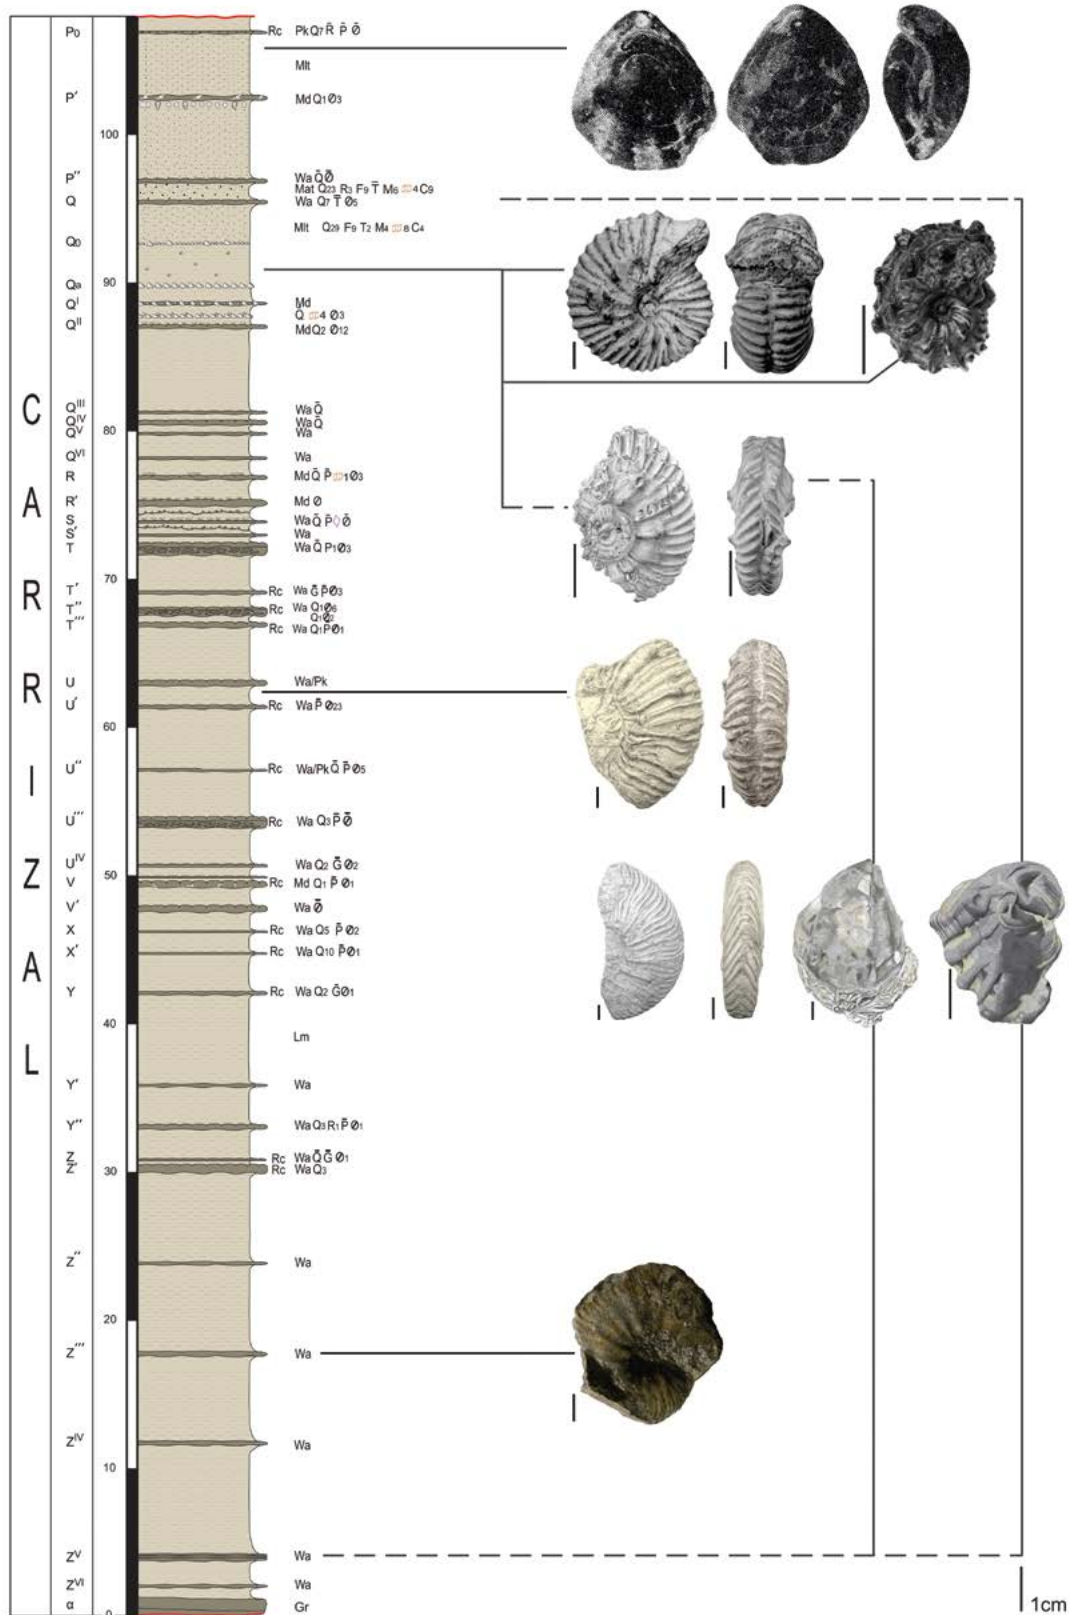 P₀ Rc Pk Q₇ R̄ P̄ Ø̄
Mlt
P′ Md Q₁ Ø₃
100
P″ Wa Q̄ Ø̄
Mat Q₂₃ R₃ F₉ T̄ M₆ 4 C₉
Q Wa Q₇ T̄ Ø₅
Mlt Q₂₉ F₉ T₂ M₄ 8 C₄
Q₀
90
Qa
Qᴵ Md
Q 4 Ø₃
Qᴵᴵ Md Q₂ Ø₁₂
Qᴵᴵᴵ Wa Q̄
Qᴵⱽ Wa Q̄
Qⱽ 80 Wa
Qⱽᴵ Wa
R Md Q̄ P̄ 1 Ø₃
R′ Md Ø
S Wa Q̄ P̄ ◊ Ø̄
S′ Wa
T Wa Q̄ P₁ Ø₃
70
T′ Rc Wa Ḡ P̄ Ø₃
T″ Rc Wa Q₁ Ø₆
Q₁ Ø₂
T‴ Rc Wa Q₁ P Ø₁
U Wa/Pk
U′ Rc Wa P̄ Ø₂₃
60
U″ Rc Wa/Pk Q̄ P̄ Ø₅
U‴ Rc Wa Q₃ P̄ Ø̄
Uᴵⱽ Wa Q₂ Ḡ Ø₂
50
V Rc Md Q₁ P̄ Ø₁
V′ Wa Ø̄
X Rc Wa Q₅ P̄ Ø₂
X′ Rc Wa Q₁₀ P̄ Ø₁
Y Rc Wa Q₂ Ḡ Ø₁
40
Lm
Y′ Wa
Y″ Wa Q₃ R₁ P̄ Ø₁
Z Rc Wa Q̄ Ḡ Ø₁
Z′ 30 Rc Wa Q₃
Z″ Wa
20
Z‴ Wa
Zᴵⱽ Wa
10
Zⱽ Wa
Zⱽᴵ Wa
α 0 Gr
CARRIZAL
1cm